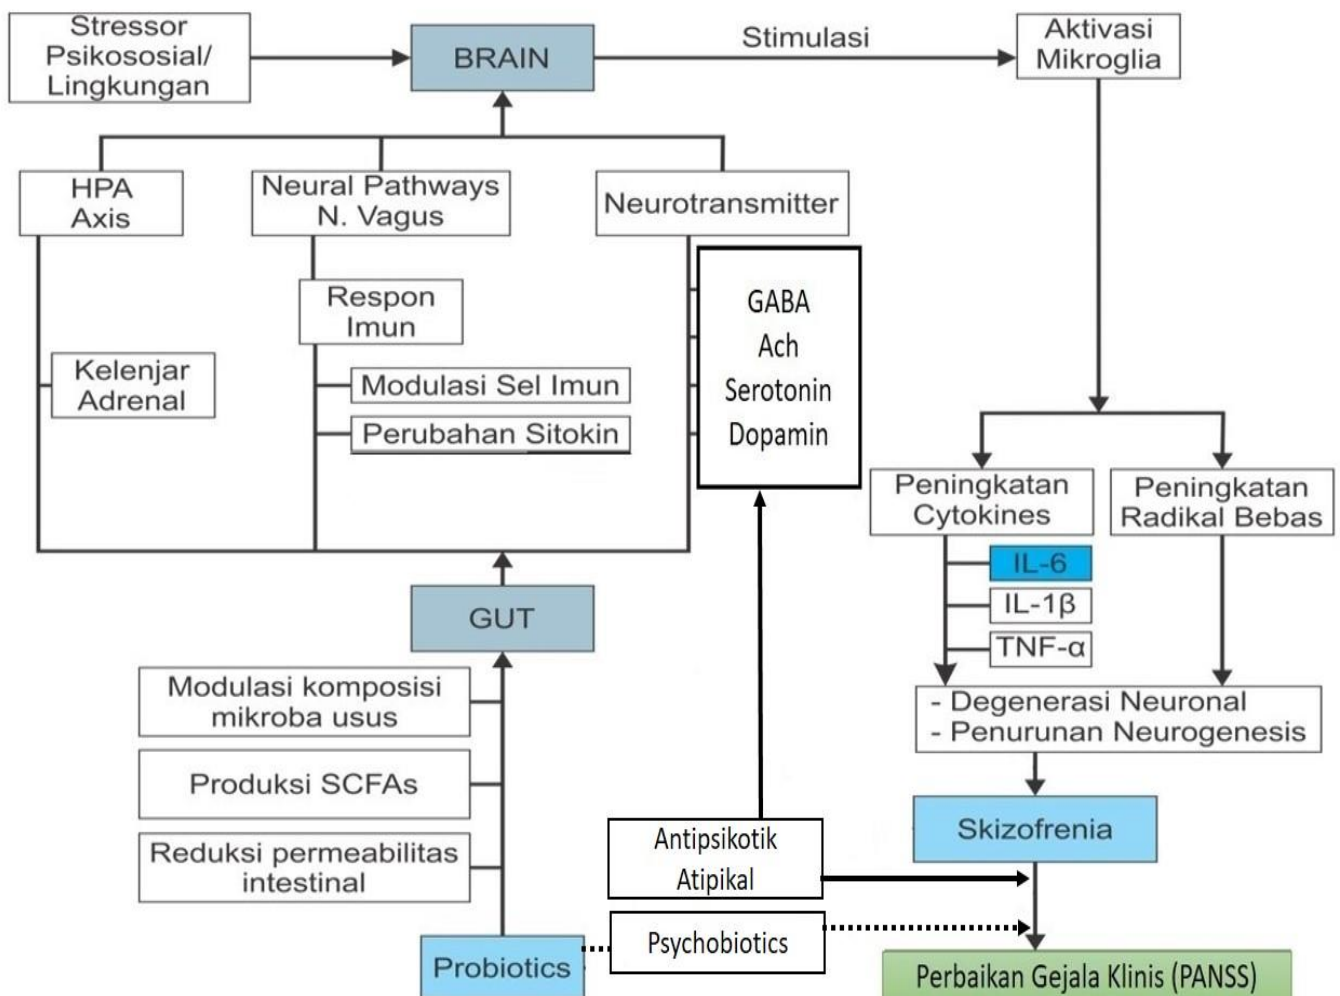 Stressor
Psikososial/
Lingkungan
BRAIN
Stimulasi
Aktivasi
Mikroglia
HPA
Axis
Neural Pathways
N. Vagus
Neurotransmitter
Respon
Imun
Kelenjar
Adrenal
Modulasi Sel Imun
Perubahan Sitokin
GABA
Ach
Serotonin
Dopamin
Peningkatan
Cytokines
Peningkatan
Radikal Bebas
IL-6
IL-1β
TNF-α
- Degenerasi Neuronal
- Penurunan Neurogenesis
GUT
Modulasi komposisi
mikroba usus
Produksi SCFAs
Reduksi permeabilitas
intestinal
Probiotics
Antipsikotik
Atipikal
Psychobiotics
Skizofrenia
Perbaikan Gejala Klinis (PANSS)